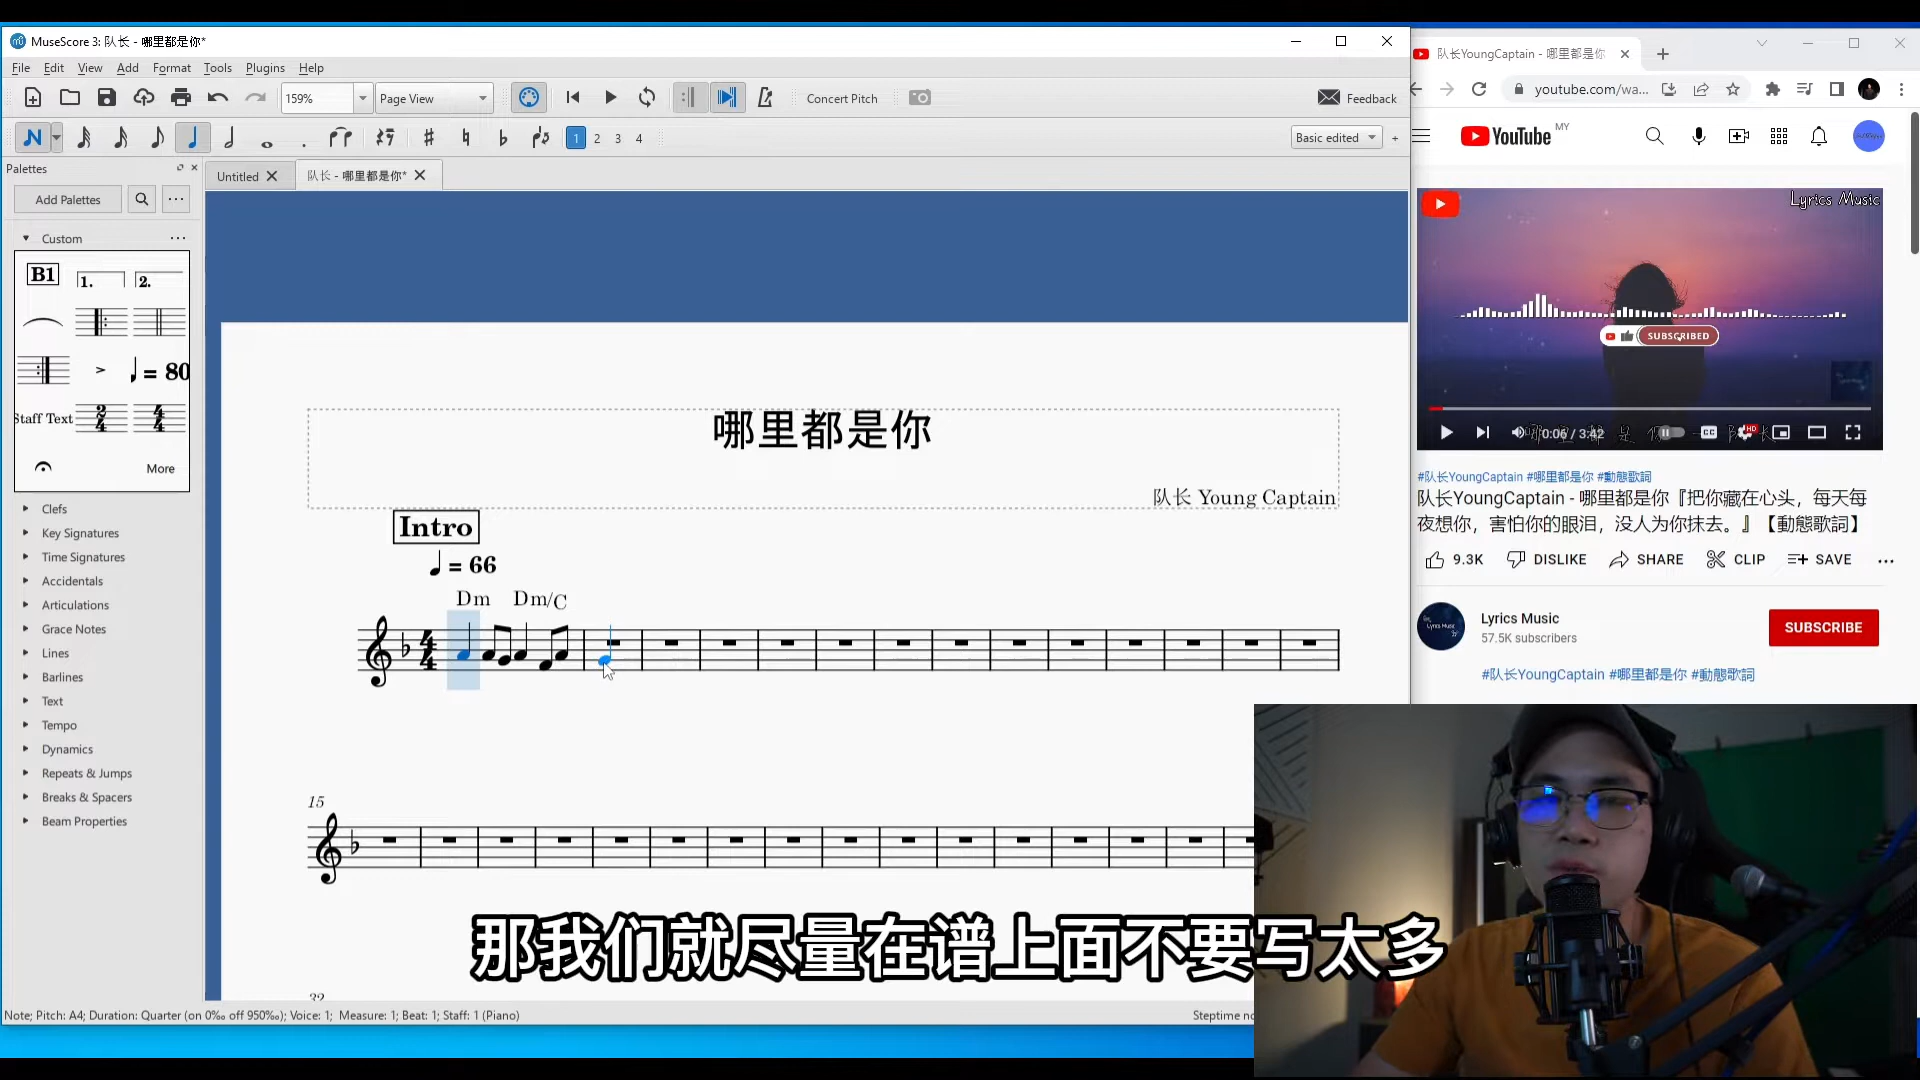 MuseScore 3: 队长 - 哪里都是你*
File Edit View Add Format Tools Plugins Help
159% Page View Concert Pitch Feedback
1 2 3 4 Basic edited +
Palettes
Add Palettes
Custom
B1 1. 2.
= 80
Staff Text 2 4 4 4
More
Clefs
Key Signatures
Time Signatures
Accidentals
Articulations
Grace Notes
Lines
Barlines
Text
Tempo
Dynamics
Repeats & Jumps
Breaks & Spacers
Beam Properties
Untitled
队长 - 哪里都是你*
哪里都是你
队长 Young Captain
Intro
= 66
Dm Dm/C
4 4
15
32
Note; Pitch: A4; Duration: Quarter (on 0‰ off 950‰); Voice: 1; Measure: 1; Beat: 1; Staff: 1 (Piano)
队长YoungCaptain - 哪里都是你
youtube.com/wa...
YouTube MY
Lyrics Music
SUBSCRIBED
0:06 / 3:42
CC HD
#队长YoungCaptain #哪里都是你 #動態歌詞
队长YoungCaptain - 哪里都是你『把你藏在心头，每天每
夜想你，害怕你的眼泪，没人为你抹去。』【動態歌詞】
9.3K DISLIKE SHARE CLIP SAVE
Lyrics Music
57.5K subscribers
SUBSCRIBE
#队长YoungCaptain #哪里都是你 #動態歌詞
那我们就尽量在谱上面不要写太多